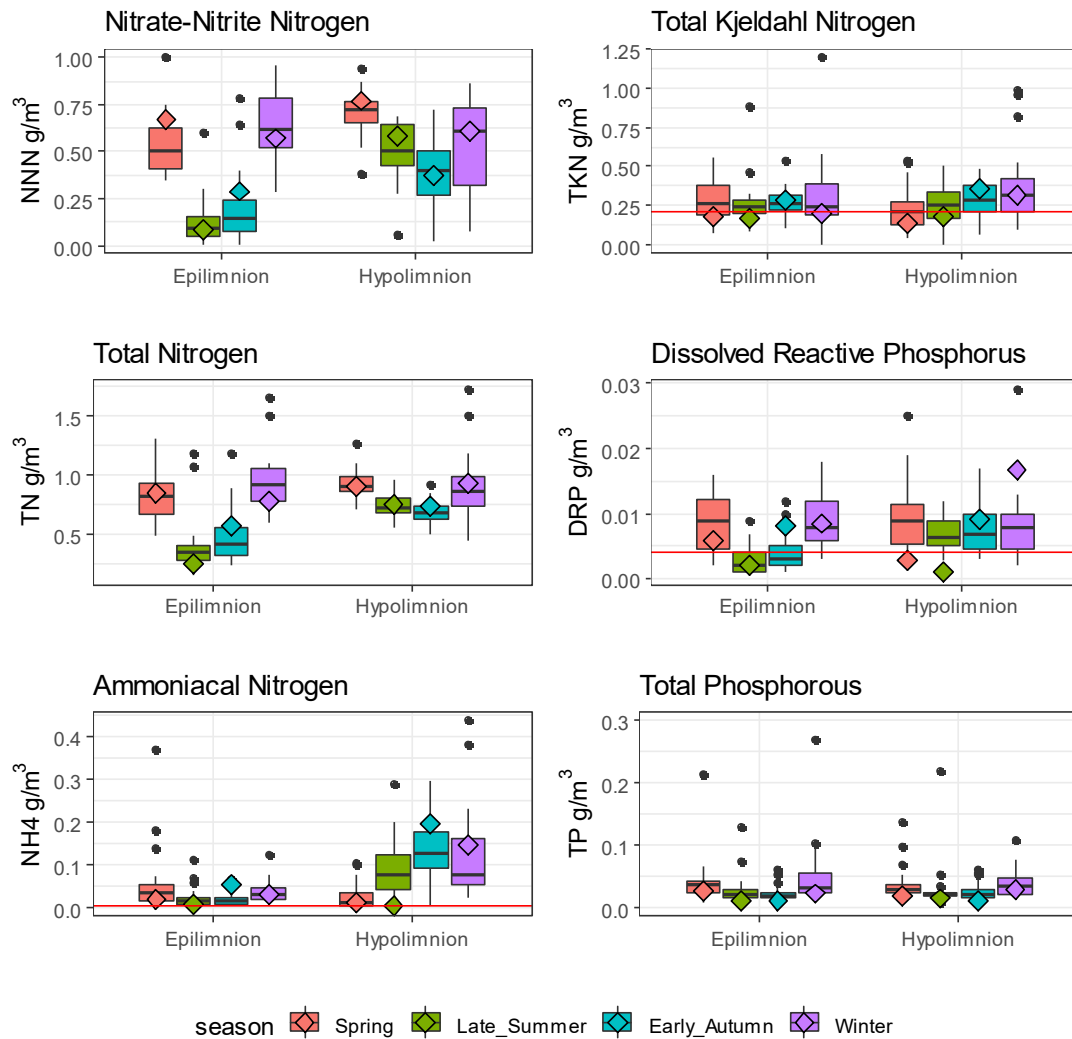 Nitrate-Nitrite Nitrogen
NNN g/m³
1.00
0.75
0.50
0.25
0.00
Epilimnion Hypolimnion
Total Kjeldahl Nitrogen
TKN g/m³
1.25
1.00
0.75
0.50
0.25
0.00
Epilimnion Hypolimnion
Total Nitrogen
TN g/m³
1.5
1.0
0.5
Epilimnion Hypolimnion
Dissolved Reactive Phosphorus
DRP g/m³
0.03
0.02
0.01
0.00
Epilimnion Hypolimnion
Ammoniacal Nitrogen
NH4 g/m³
0.4
0.3
0.2
0.1
0.0
Epilimnion Hypolimnion
Total Phosphorous
TP g/m³
0.3
0.2
0.1
0.0
Epilimnion Hypolimnion
season Spring Late_Summer Early_Autumn Winter